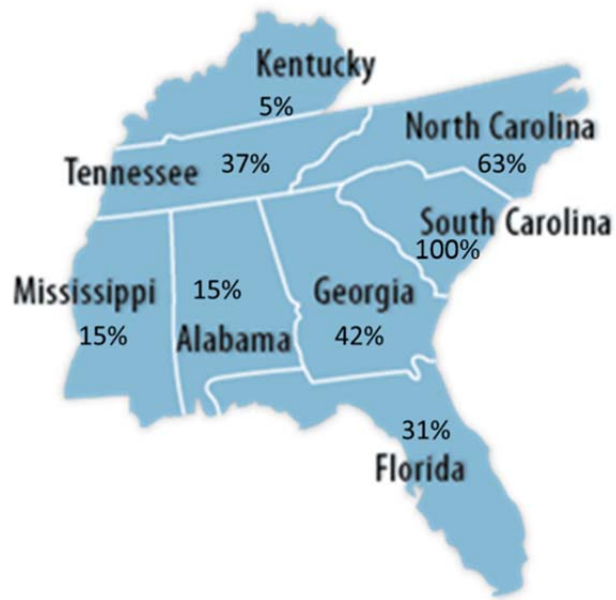 Kentucky
5%
North Carolina
63%
Tennessee 37%
South Carolina
100%
Mississippi
15%
15%
Alabama
Georgia
42%
31%
Florida